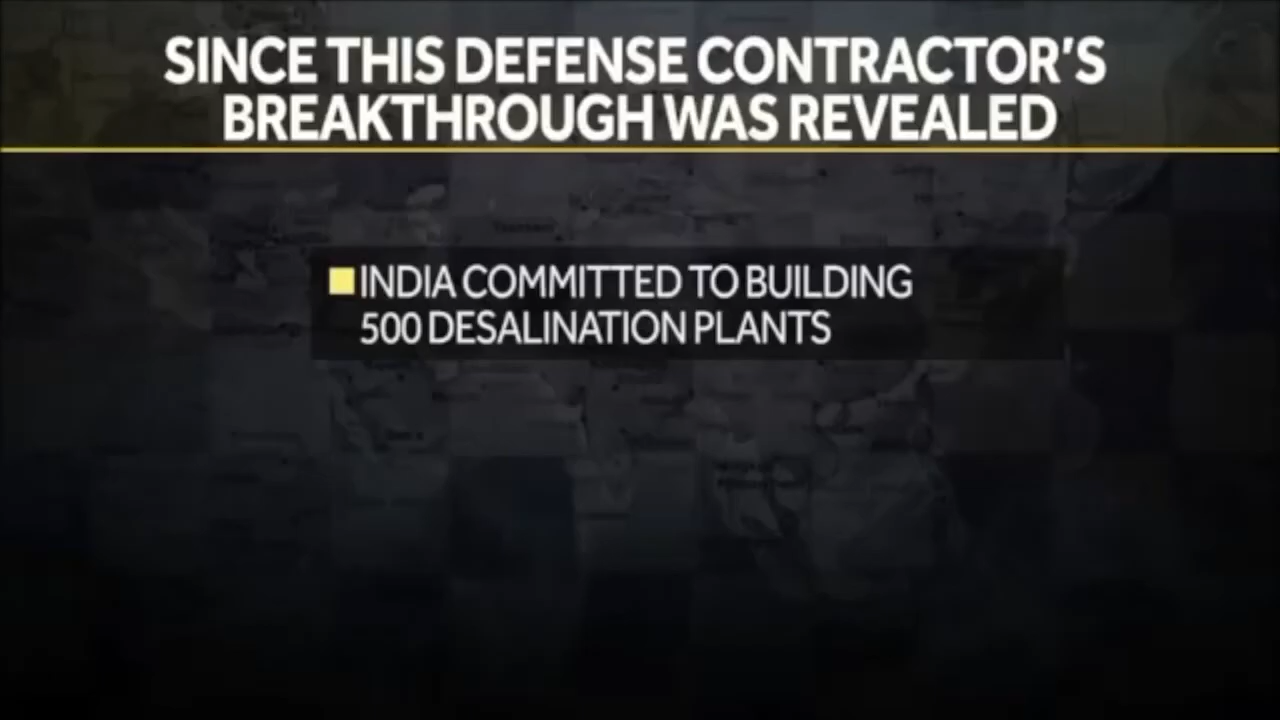 SINCE THIS DEFENSE CONTRACTOR'S
BREAKTHROUGH WAS REVEALED
INDIA COMMITTED TO BUILDING
500 DESALINATION PLANTS